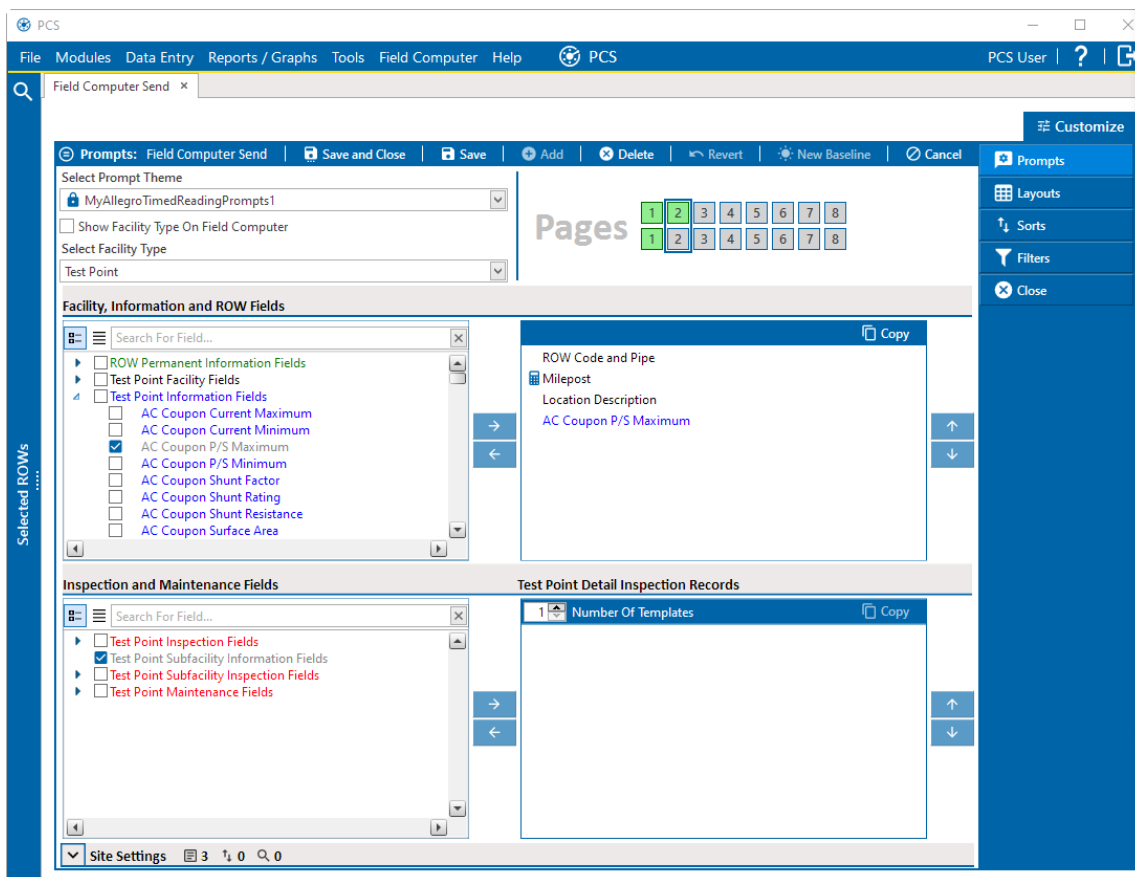 PCS
File Modules Data Entry Reports / Graphs Tools Field Computer Help PCS PCS User | ? |
Field Computer Send ×
Customize
Prompts: Field Computer Send | Save and Close | Save | Add | Delete | Revert | New Baseline | Cancel
Prompts
Layouts
Sorts
Filters
Close
Select Prompt Theme
MyAllegroTimedReadingPrompts1
Show Facility Type On Field Computer
Select Facility Type
Test Point
Pages
1 2 3 4 5 6 7 8
1 2 3 4 5 6 7 8
Facility, Information and ROW Fields
Search For Field...
ROW Permanent Information Fields
Test Point Facility Fields
Test Point Information Fields
AC Coupon Current Maximum
AC Coupon Current Minimum
AC Coupon P/S Maximum
AC Coupon P/S Minimum
AC Coupon Shunt Factor
AC Coupon Shunt Rating
AC Coupon Shunt Resistance
AC Coupon Surface Area
Copy
ROW Code and Pipe
Milepost
Location Description
AC Coupon P/S Maximum
Selected ROWs
Inspection and Maintenance Fields
Search For Field...
Test Point Inspection Fields
Test Point Subfacility Information Fields
Test Point Subfacility Inspection Fields
Test Point Maintenance Fields
Test Point Detail Inspection Records
1 Number Of Templates Copy
Site Settings 3 0 0